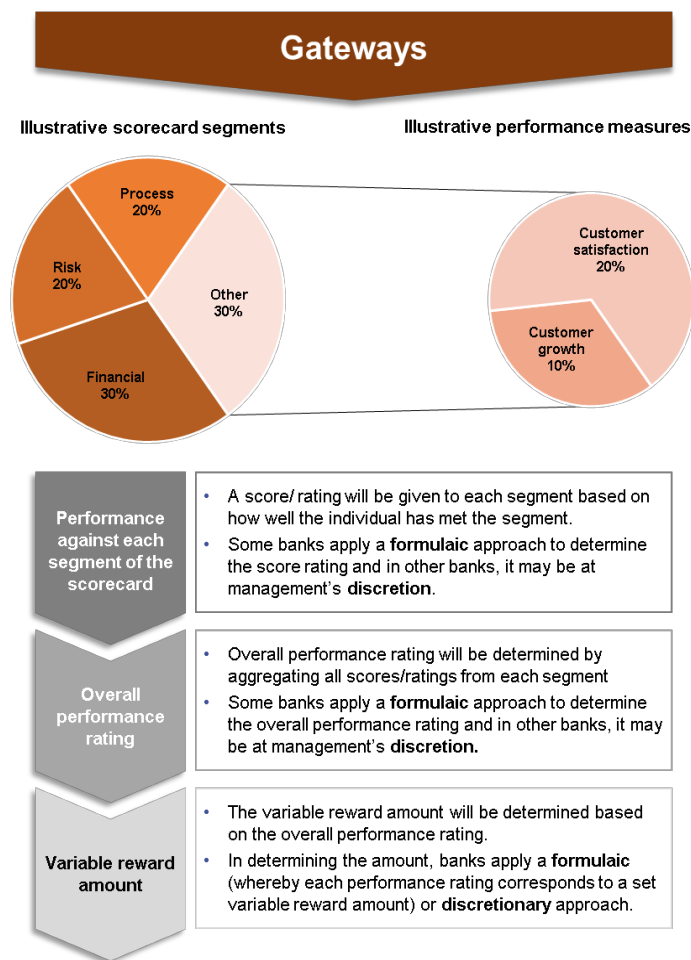 Gateways
Illustrative scorecard segments
Illustrative performance measures
Process
20%
Risk
20%
Other
30%
Financial
30%
Customer
satisfaction
20%
Customer
growth
10%
Performance
against each
segment of the
scorecard
• A score/ rating will be given to each segment based on
how well the individual has met the segment.
• Some banks apply a formulaic approach to determine
the score rating and in other banks, it may be at
management's discretion.
Overall
performance
rating
• Overall performance rating will be determined by
aggregating all scores/ratings from each segment
• Some banks apply a formulaic approach to determine
the overall performance rating and in other banks, it may
be at management's discretion.
Variable reward
amount
• The variable reward amount will be determined based
on the overall performance rating.
• In determining the amount, banks apply a formulaic
(whereby each performance rating corresponds to a set
variable reward amount) or discretionary approach.